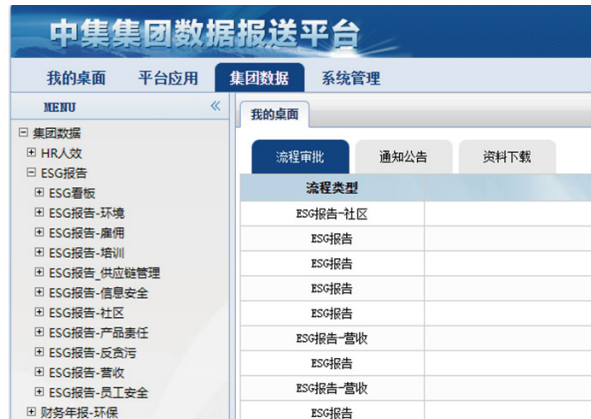 中集集团数据报送平台
我的桌面 平台应用 集团数据 系统管理
MENU
集团数据
HR人效
ESG报告
ESG看板
ESG报告-环境
ESG报告-雇佣
ESG报告-培训
ESG报告_供应链管理
ESG报告-信息安全
ESG报告-社区
ESG报告-产品责任
ESG报告-反贪污
ESG报告-营收
ESG报告-员工安全
财务年报-环保
我的桌面
流程审批 通知公告 资料下载
流程类型
ESG报告-社区
ESG报告
ESG报告
ESG报告
ESG报告
ESG报告-营收
ESG报告
ESG报告-营收
ESG报告